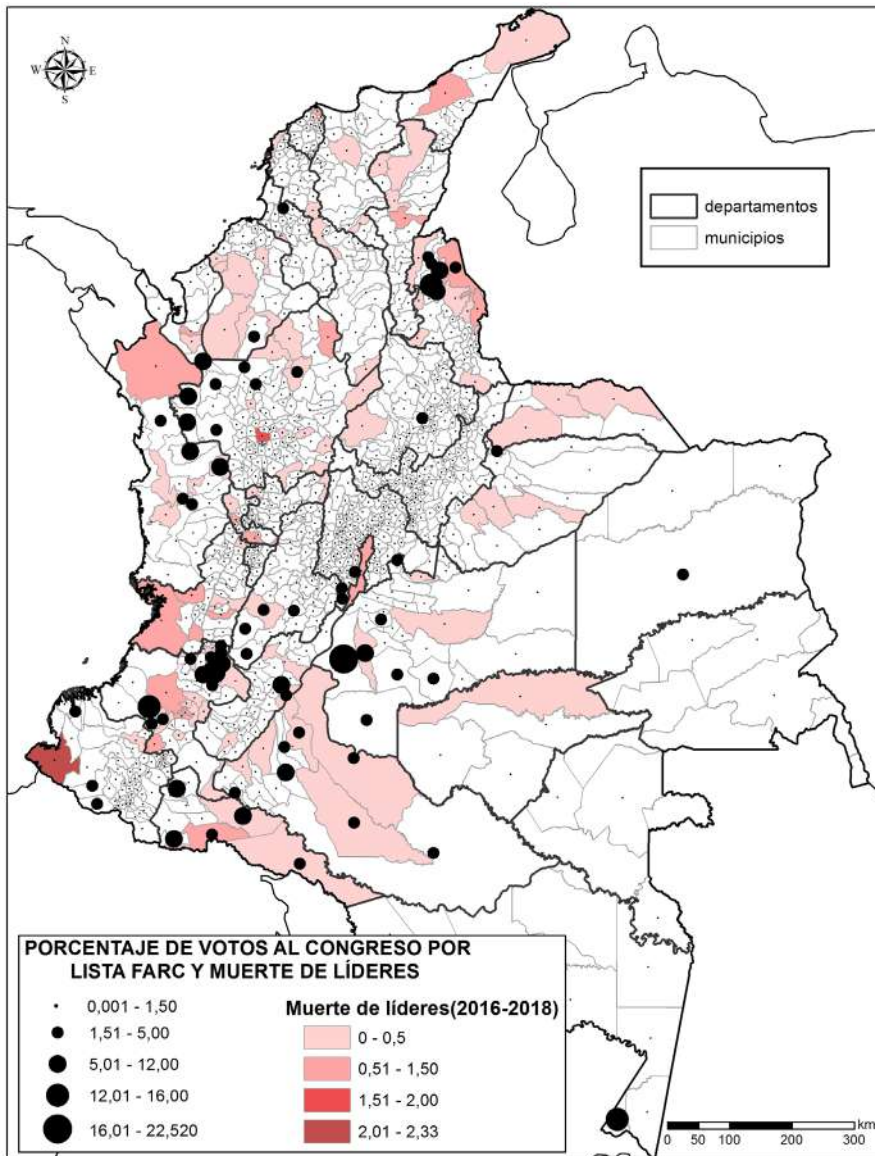 N
W E
S
departamentos
municipios
PORCENTAJE DE VOTOS AL CONGRESO POR
LISTA FARC Y MUERTE DE LÍDERES
0,001 - 1,50
1,51 - 5,00
5,01 - 12,00
12,01 - 16,00
16,01 - 22,520
Muerte de líderes(2016-2018)
0 - 0,5
0,51 - 1,50
1,51 - 2,00
2,01 - 2,33
km
0 50 100 200 300